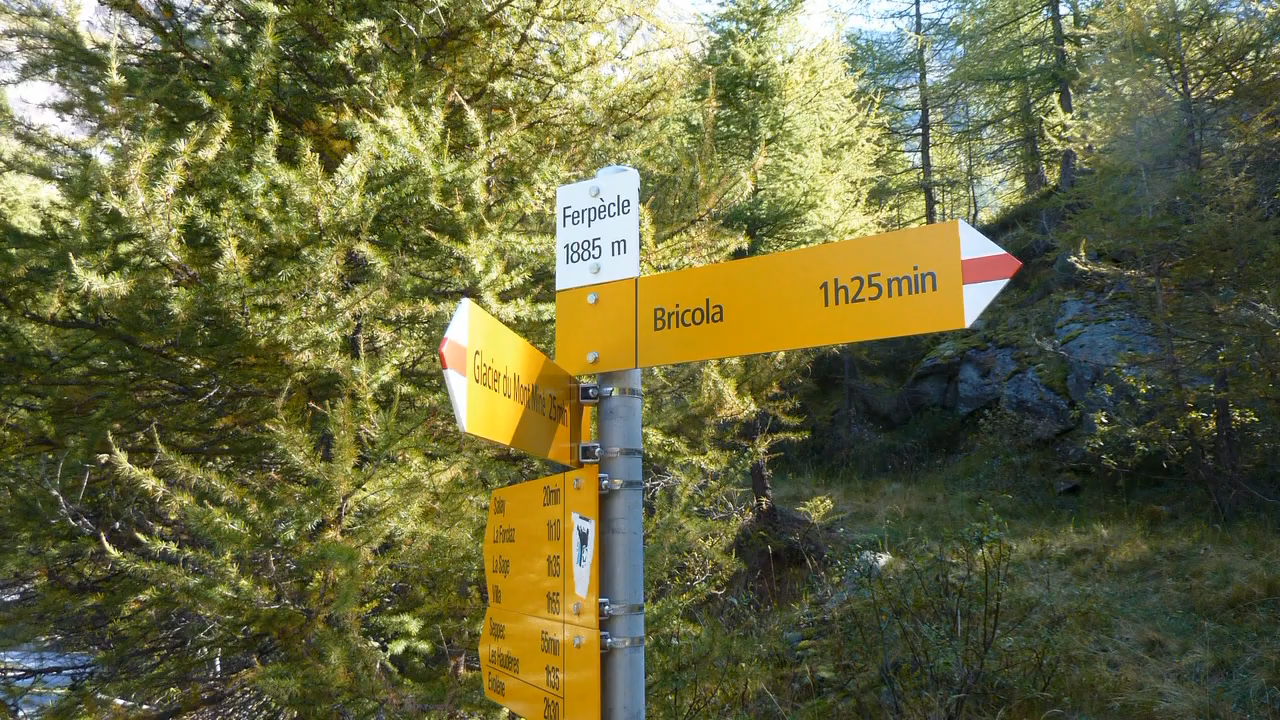 Ferpècle
1885 m
Bricola 1h25min
Glacier du Mont Miné 25min
Salay 20min
La Forclaz 1h10
La Sage 1h35
Villa 1h55
Seppec 55min
Les Haudères 1h35
Evolène 2h30